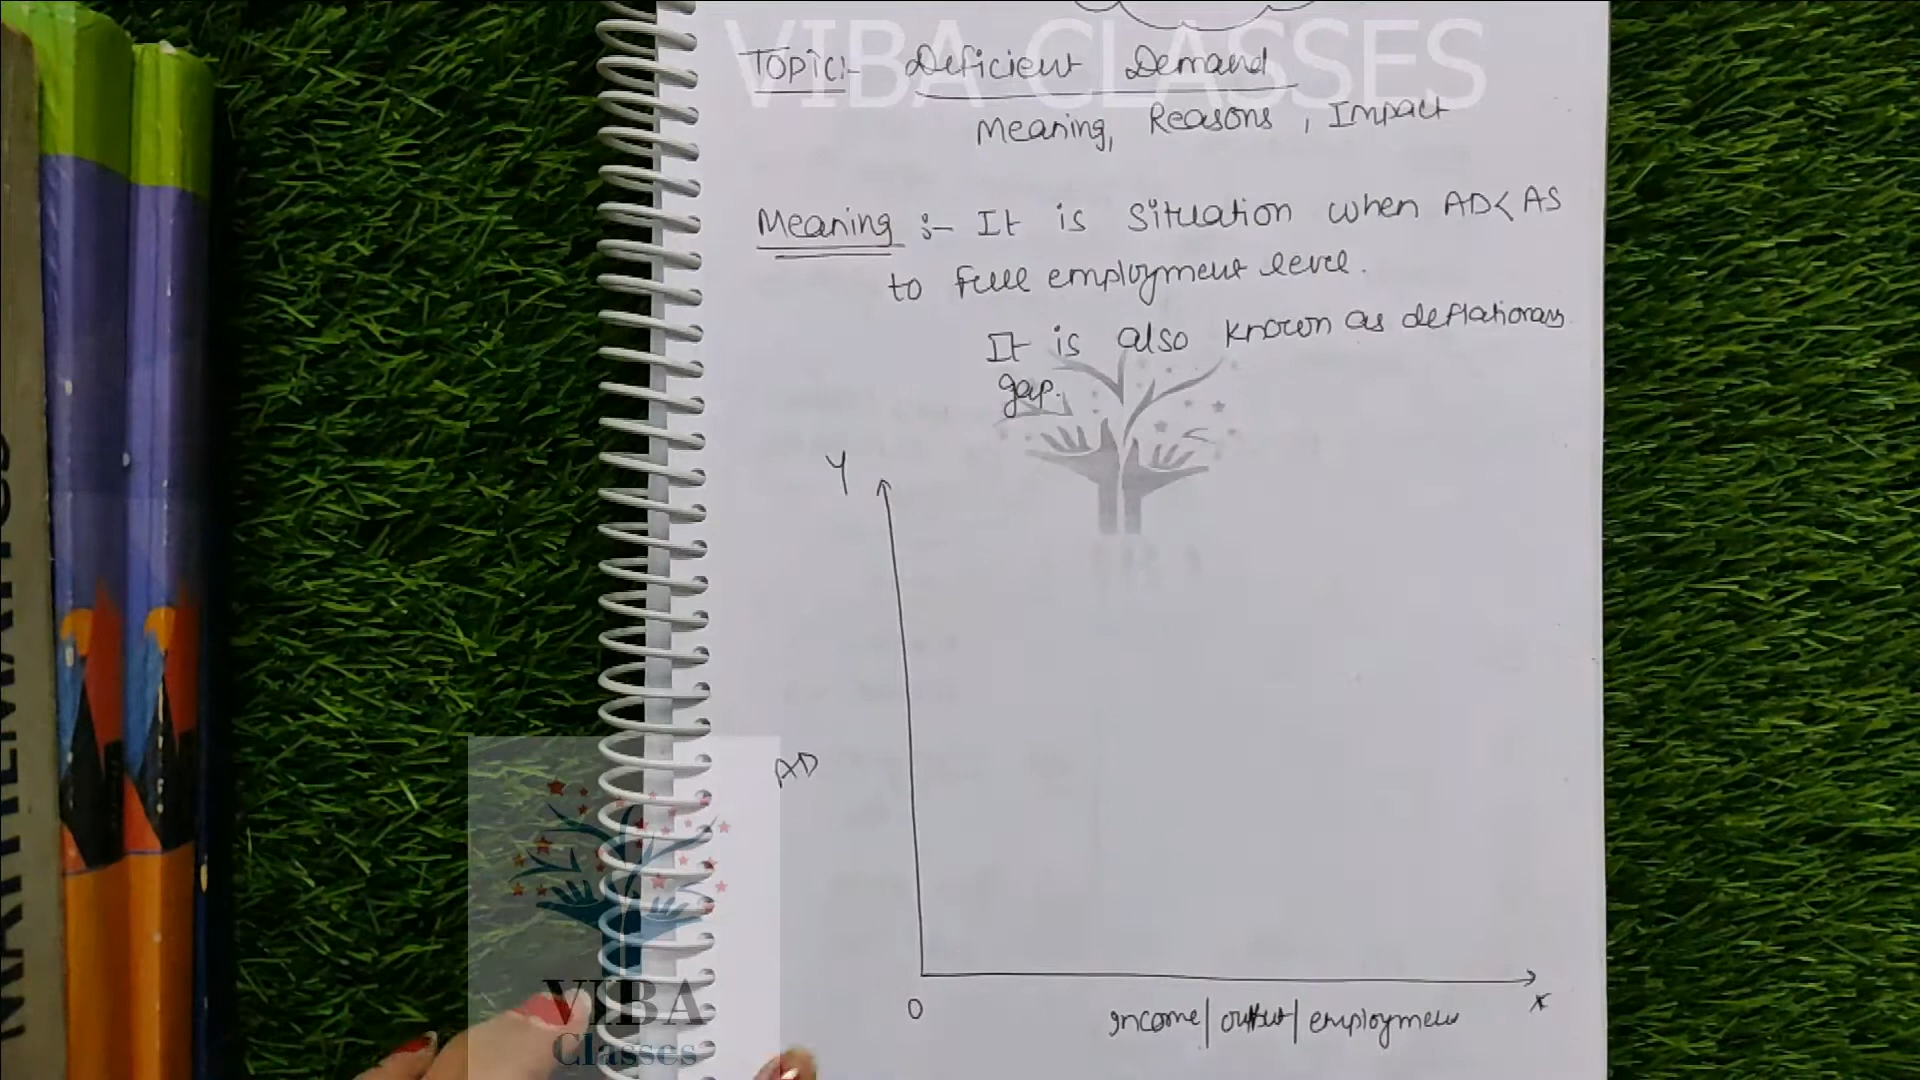 VIBA CLASSES
TOPIC:- Deficient Demand
Meaning, Reasons, Impact
Meaning :- It is situation when AD<AS
to full employment level.
It is also known as deflationary
gap.
Y
AD
O
income/output/employment
X
VIBA
Classes